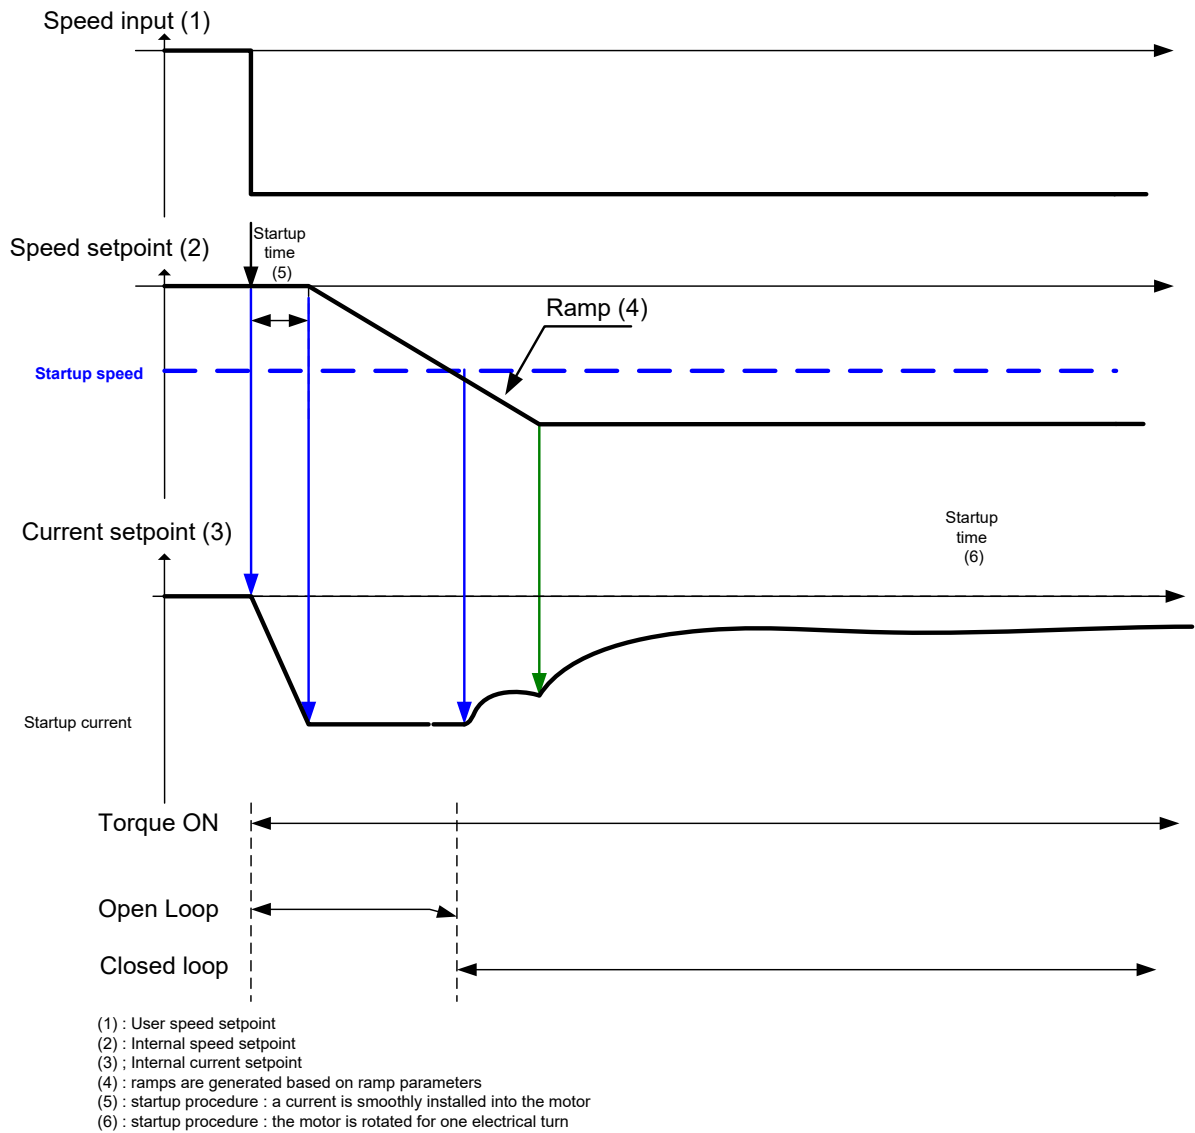 Speed input (1)
Startup
time
(5)
Speed setpoint (2)
Ramp (4)
Startup speed
Startup
time
(6)
Current setpoint (3)
Startup current
Torque ON
Open Loop
Closed loop
(1) : User speed setpoint
(2) : Internal speed setpoint
(3) ; Internal current setpoint
(4) : ramps are generated based on ramp parameters
(5) : startup procedure : a current is smoothly installed into the motor
(6) : startup procedure : the motor is rotated for one electrical turn